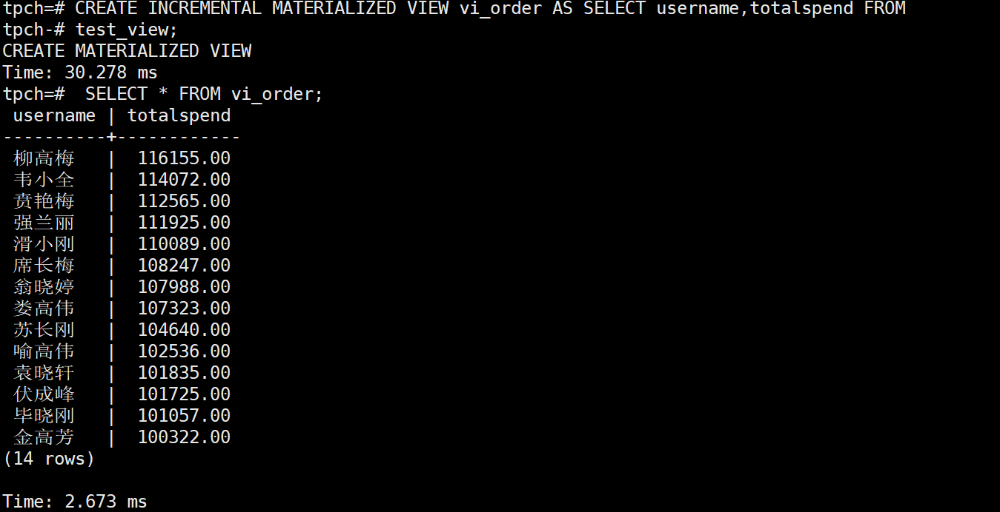 tpch=# CREATE INCREMENTAL MATERIALIZED VIEW vi_order AS SELECT username,totalspend FROM
tpch-# test_view;
CREATE MATERIALIZED VIEW
Time: 30.278 ms
tpch=#  SELECT * FROM vi_order;
 username | totalspend
----------+------------
 柳高梅   |  116155.00
 韦小全   |  114072.00
 贲艳梅   |  112565.00
 强兰丽   |  111925.00
 滑小刚   |  110089.00
 席长梅   |  108247.00
 翁晓婷   |  107988.00
 娄高伟   |  107323.00
 苏长刚   |  104640.00
 喻高伟   |  102536.00
 袁晓轩   |  101835.00
 伏成峰   |  101725.00
 毕晓刚   |  101057.00
 金高芳   |  100322.00
(14 rows)
Time: 2.673 ms